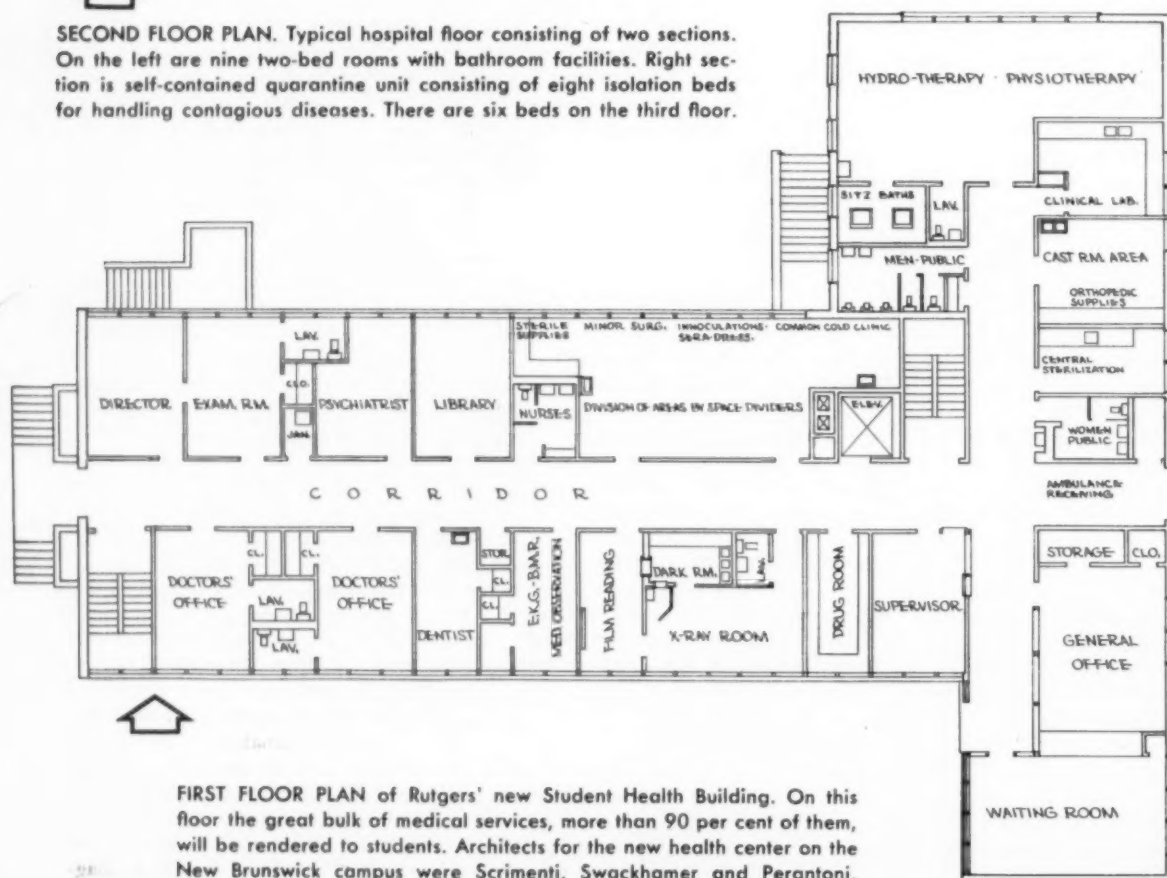 SECOND FLOOR PLAN. Typical hospital floor consisting of two sections.
On the left are nine two-bed rooms with bathroom facilities. Right sec-
tion is self-contained quarantine unit consisting of eight isolation beds
for handling contagious diseases. There are six beds on the third floor.
HYDRO-THERAPY · PHYSIOTHERAPY
SITZ BATHS
LAV.
CLINICAL LAB.
MEN-PUBLIC
CAST RM. AREA
ORTHOPEDIC
SUPPLIES
CENTRAL
STERILIZATION
WOMEN
PUBLIC
AMBULANCE
RECEIVING
DIRECTOR
EXAM. RM.
LAV.
CLO.
JAN.
PSYCHIATRIST
LIBRARY
STERILE
SUPPLIES
NURSES
MINOR SURG. INNOCULATIONS- COMMON COLD CLINIC
DIVISION OF AREAS BY SPACE DIVIDERS
ELEV.
CORRIDOR
DOCTORS'
OFFICE
CL.
CL.
LAV.
LAV.
DOCTORS'
OFFICE
DENTIST
STOR.
CL.
CL.
E.K.G.-B.M.R.,
MED OBSERVATION
FILM READING
DARK RM.
LAV.
X-RAY ROOM
DRUG ROOM
SUPERVISOR
STORAGE
CLO.
GENERAL
OFFICE
WAITING ROOM
FIRST FLOOR PLAN of Rutgers' new Student Health Building. On this
floor the great bulk of medical services, more than 90 per cent of them,
will be rendered to students. Architects for the new health center on the
New Brunswick campus were Scrimenti, Swackhamer and Perantoni.